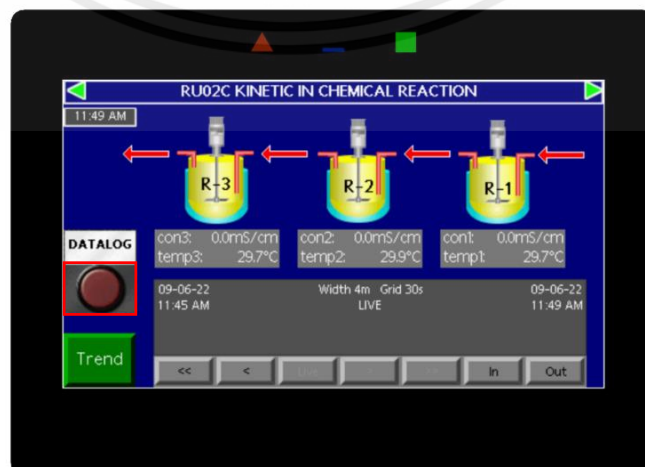 RU02C KINETIC IN CHEMICAL REACTION
11:49 AM
R-3
R-2
R-1
DATALOG
con3: 0.0mS/cm
temp3: 29.7°C
con2: 0.0mS/cm
temp2: 29.9°C
con1: 0.0mS/cm
temp1: 29.7°C
09-06-22
11:45 AM
Width 4m Grid 30s
LIVE
09-06-22
11:49 AM
Trend
<<
<
Live
In
Out